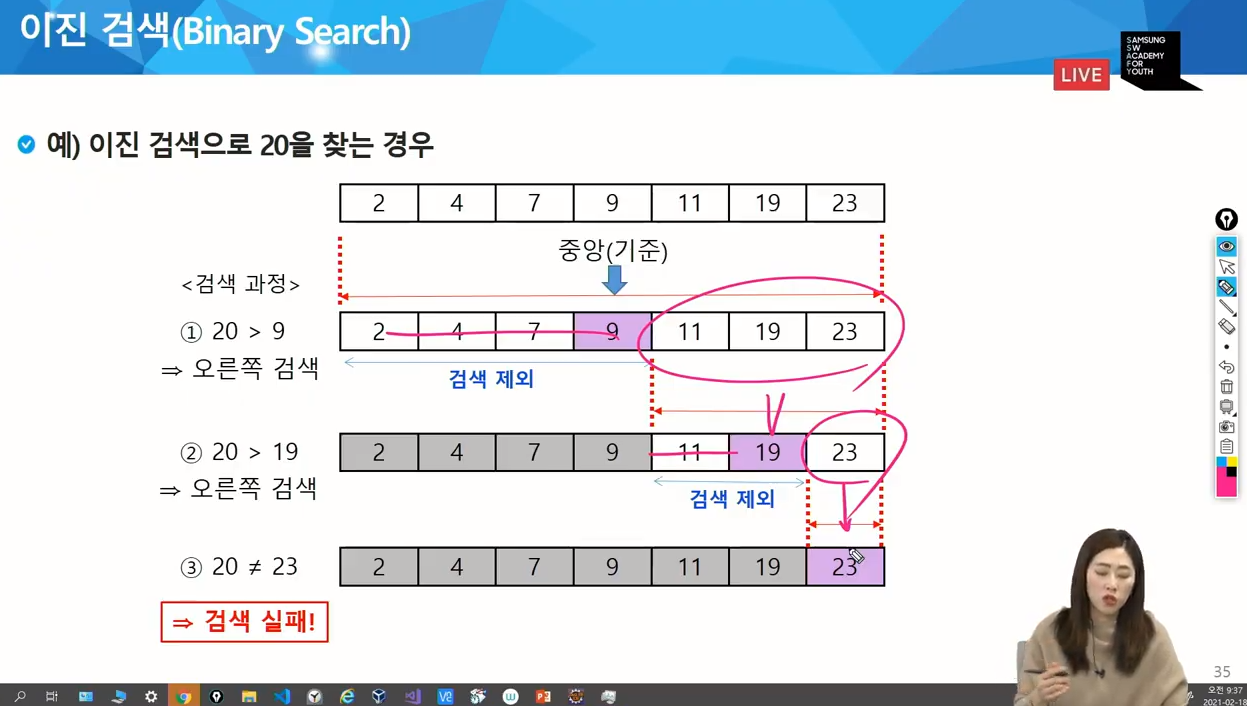 이진 검색(Binary Search)
LIVE
SAMSUNG
SW
ACADEMY
FOR
YOUTH
예) 이진 검색으로 20을 찾는 경우
2 4 7 9 11 19 23
중앙(기준)
<검색 과정>
① 20 > 9
2 4 7 9 11 19 23
⇒ 오른쪽 검색
검색 제외
② 20 > 19
2 4 7 9 11 19 23
⇒ 오른쪽 검색
검색 제외
③ 20 ≠ 23
2 4 7 9 11 19 23
⇒ 검색 실패!
35
오전 9:37
2021-02-18